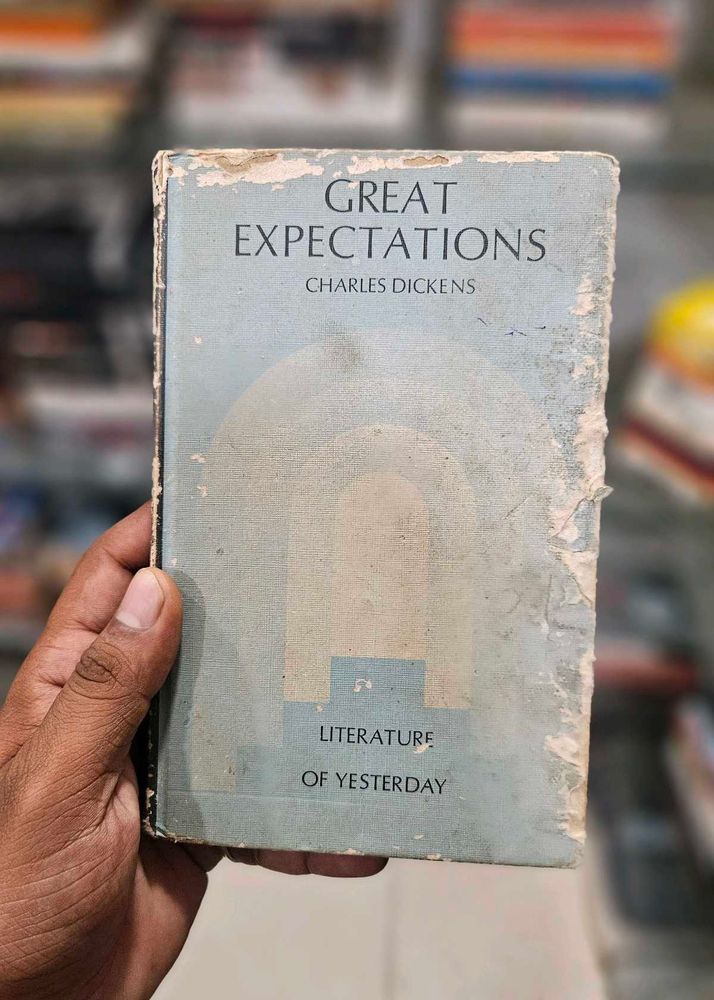 GREAT
EXPECTATIONS
CHARLES DICKENS
LITERATURE
OF YESTERDAY